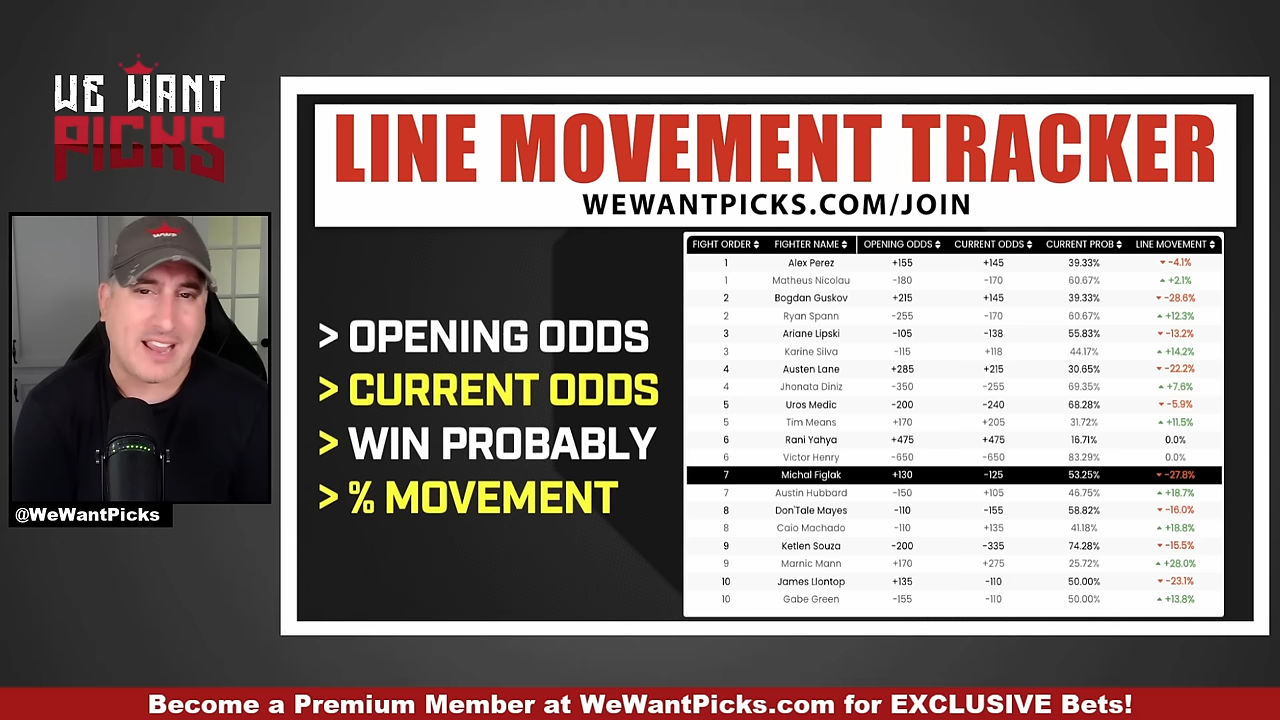 WE WANT
PICKS
LINE MOVEMENT TRACKER
WEWANTPICKS.COM/JOIN
> OPENING ODDS
> CURRENT ODDS
> WIN PROBABLY
> % MOVEMENT
FIGHT ORDER FIGHTER NAME OPENING ODDS CURRENT ODDS CURRENT PROB LINE MOVEMENT
1 Alex Perez +155 +145 39.33% -4.1%
1 Matheus Nicolau -180 -170 60.67% +2.1%
2 Bogdan Guskov +215 +145 39.33% -28.6%
2 Ryan Spann -255 -170 60.67% +12.3%
3 Ariane Lipski -105 -138 55.83% -13.2%
3 Karine Silva -115 +118 44.17% +14.2%
4 Austen Lane +285 +215 30.65% -22.2%
4 Jhonata Diniz -350 -255 69.35% +7.6%
5 Uros Medic -200 -240 68.28% -5.9%
5 Tim Means +170 +205 31.72% +11.5%
6 Rani Yahya +475 +475 16.71% 0.0%
6 Victor Henry -650 -650 83.29% 0.0%
7 Michal Figlak +130 -125 53.25% -27.8%
7 Austin Hubbard -150 +105 46.75% +18.7%
8 Don'Tale Mayes -110 -155 58.82% -16.0%
8 Caio Machado -110 +135 41.18% +18.8%
9 Ketlen Souza -200 -335 74.28% -15.5%
9 Marnic Mann +170 +275 25.72% +28.0%
10 James Llontop +135 -110 50.00% -23.1%
10 Gabe Green -155 -110 50.00% +13.8%
@WeWantPicks
Become a Premium Member at WeWantPicks.com for EXCLUSIVE Bets!